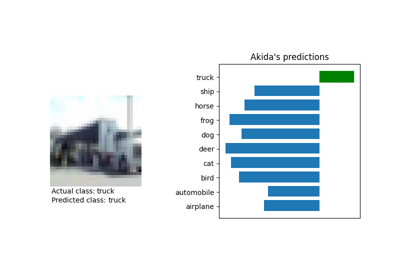 Akida's predictions
truck
ship
horse
frog
dog
deer
cat
bird
automobile
airplane
Actual class: truck
Predicted class: truck